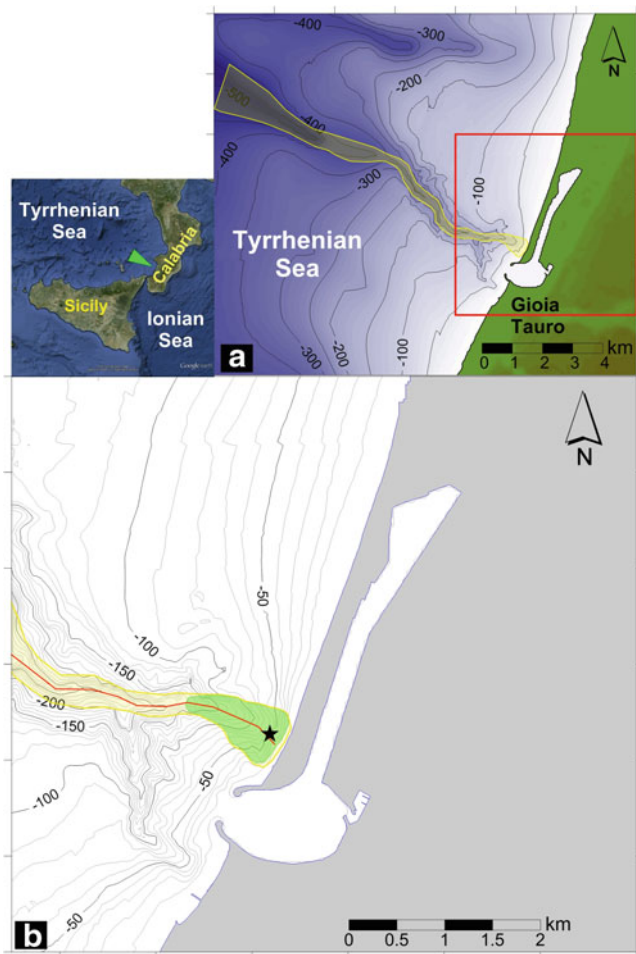 -400
-300
-200
N
-500
-400
-400
-300
-100
Tyrrhenian
Sea
Calabria
Sicily
Ionian
Sea
Google
Tyrrhenian
Sea
-300
-200
-100
a
Gioia
Tauro
km
0 1 2 3 4
N
-50
-100
-150
-200
-150
-50
-100
-50
b
km
0 0.5 1 1.5 2